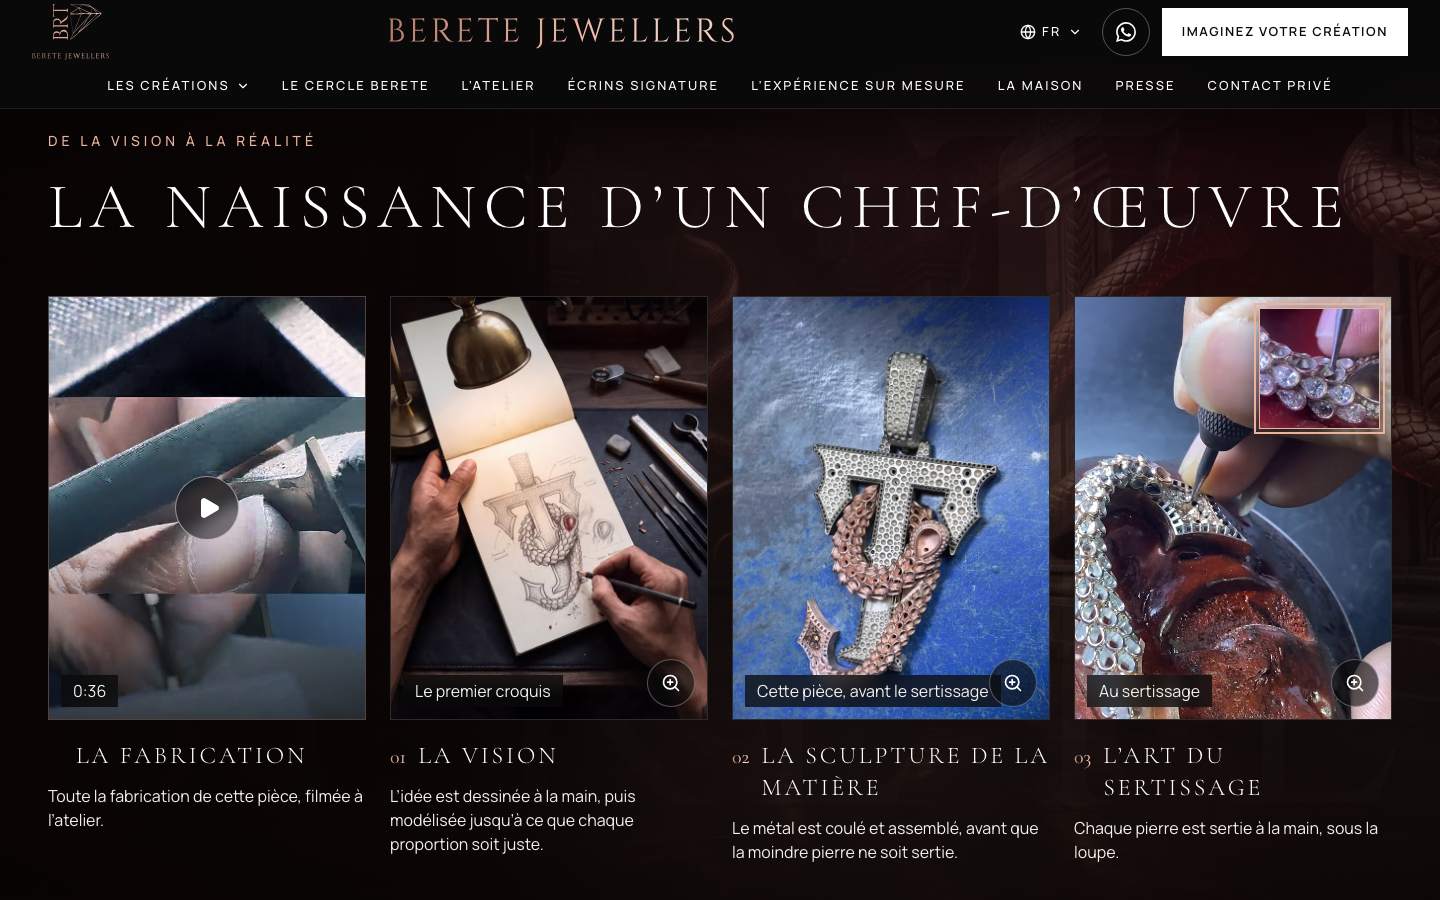 BRT
BERETE JEWELLERS
BERETE JEWELLERS
FR
IMAGINEZ VOTRE CRÉATION
LES CRÉATIONS
LE CERCLE BERETE
L'ATELIER
ÉCRINS SIGNATURE
L'EXPÉRIENCE SUR MESURE
LA MAISON
PRESSE
CONTACT PRIVÉ
DE LA VISION À LA RÉALITÉ
LA NAISSANCE D’UN CHEF-D’ŒUVRE
0:36
LA FABRICATION
Toute la fabrication de cette pièce, filmée à
l’atelier.
Le premier croquis
01 LA VISION
L’idée est dessinée à la main, puis
modélisée jusqu’à ce que chaque
proportion soit juste.
Cette pièce, avant le sertissage
02 LA SCULPTURE DE LA
MATIÈRE
Le métal est coulé et assemblé, avant que
la moindre pierre ne soit sertie.
Au sertissage
03 L’ART DU
SERTISSAGE
Chaque pierre est sertie à la main, sous la
loupe.